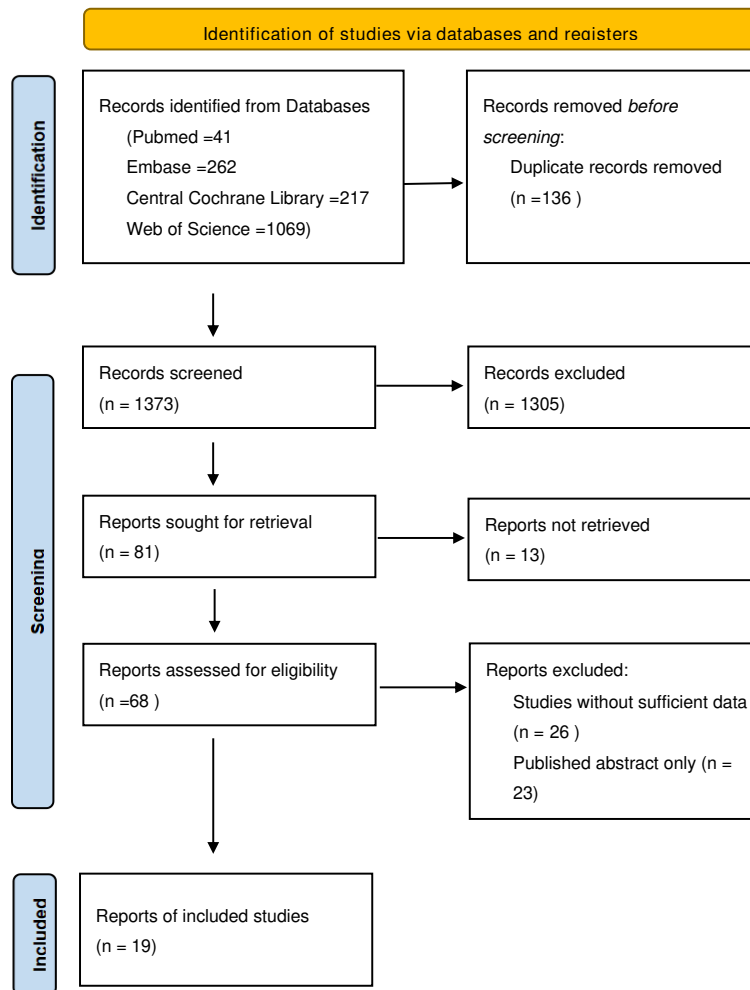 Identification of studies via databases and registers
Identification
Records identified from Databases
(Pubmed =41
Embase =262
Central Cochrane Library =217
Web of Science =1069)
Records removed before
screening:
Duplicate records removed
(n =136 )
Screening
Records screened
(n = 1373)
Records excluded
(n = 1305)
Reports sought for retrieval
(n = 81)
Reports not retrieved
(n = 13)
Reports assessed for eligibility
(n =68 )
Reports excluded:
Studies without sufficient data
(n = 26 )
Published abstract only (n =
23)
Included
Reports of included studies
(n = 19)